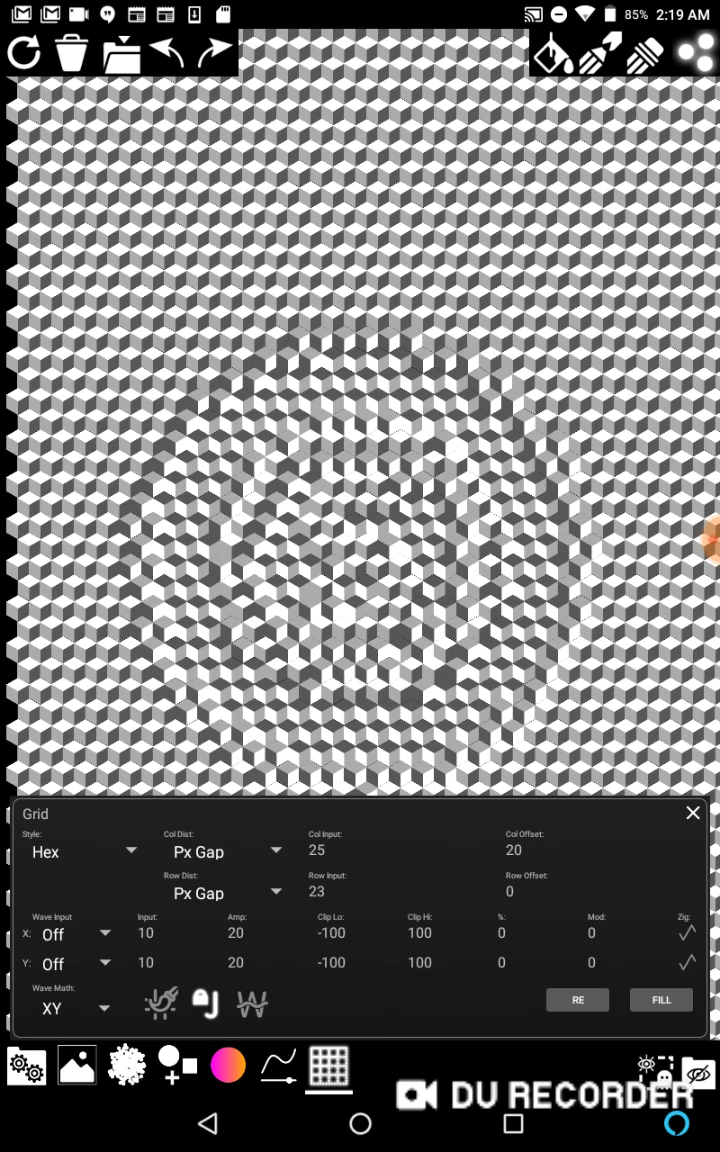 85% 2:19 AM
Grid
Style: Col Dist: Col Input: Col Offset:
Hex Px Gap 25 20
Row Dist: Row Input: Row Offset:
Px Gap 23 0
Wave Input Input: Amp: Clip Lo: Clip Hi: %: Mod: Zig:
X: Off 10 20 -100 100 0 0
Y: Off 10 20 -100 100 0 0
Wave Math:
XY RE FILL
DU RECORDER